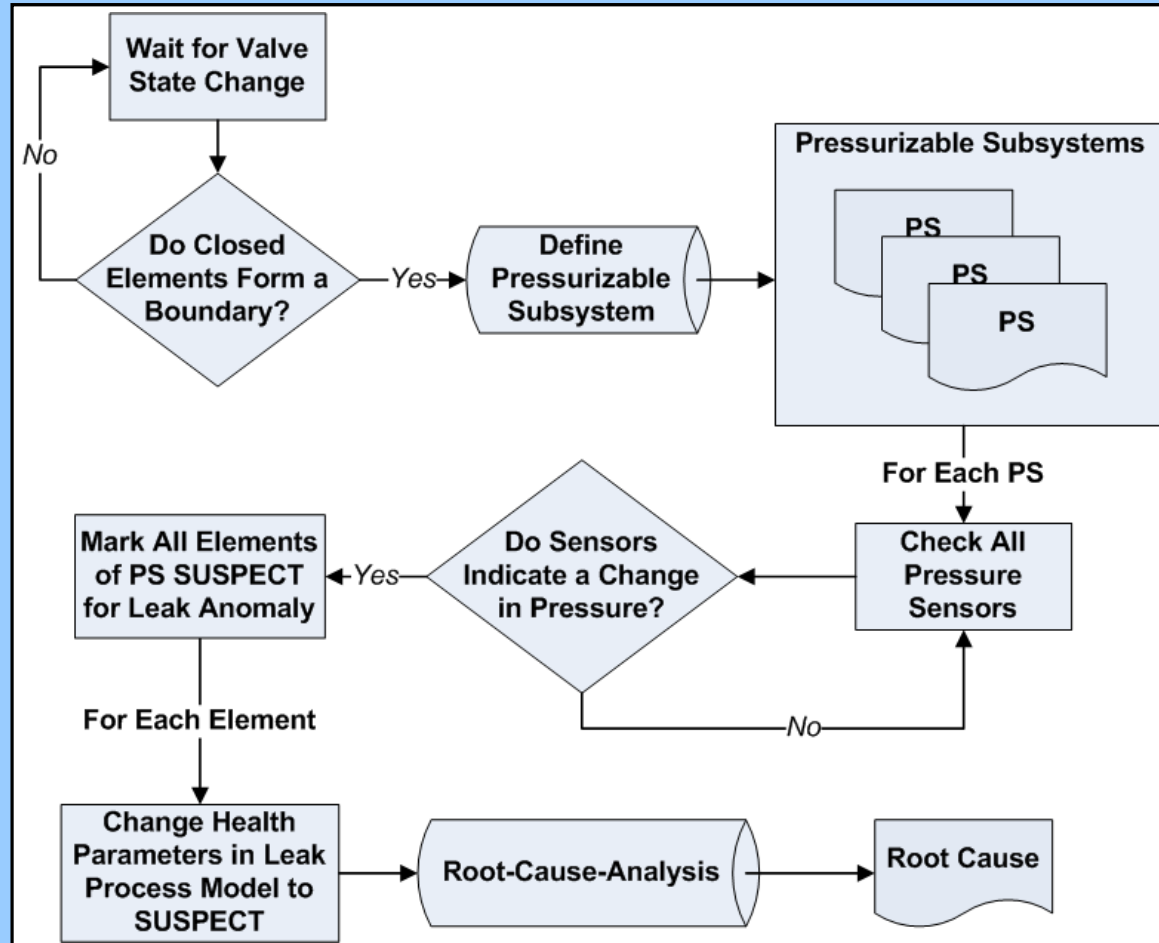 Wait for Valve
State Change
No
Do Closed
Elements Form a
Boundary?
Yes
Define
Pressurizable
Subsystem
Pressurizable Subsystems
PS
PS
PS
For Each PS
Check All
Pressure
Sensors
Do Sensors
Indicate a Change
in Pressure?
No
Yes
Mark All Elements
of PS SUSPECT
for Leak Anomaly
For Each Element
Change Health
Parameters in Leak
Process Model to
SUSPECT
Root-Cause-Analysis
Root Cause